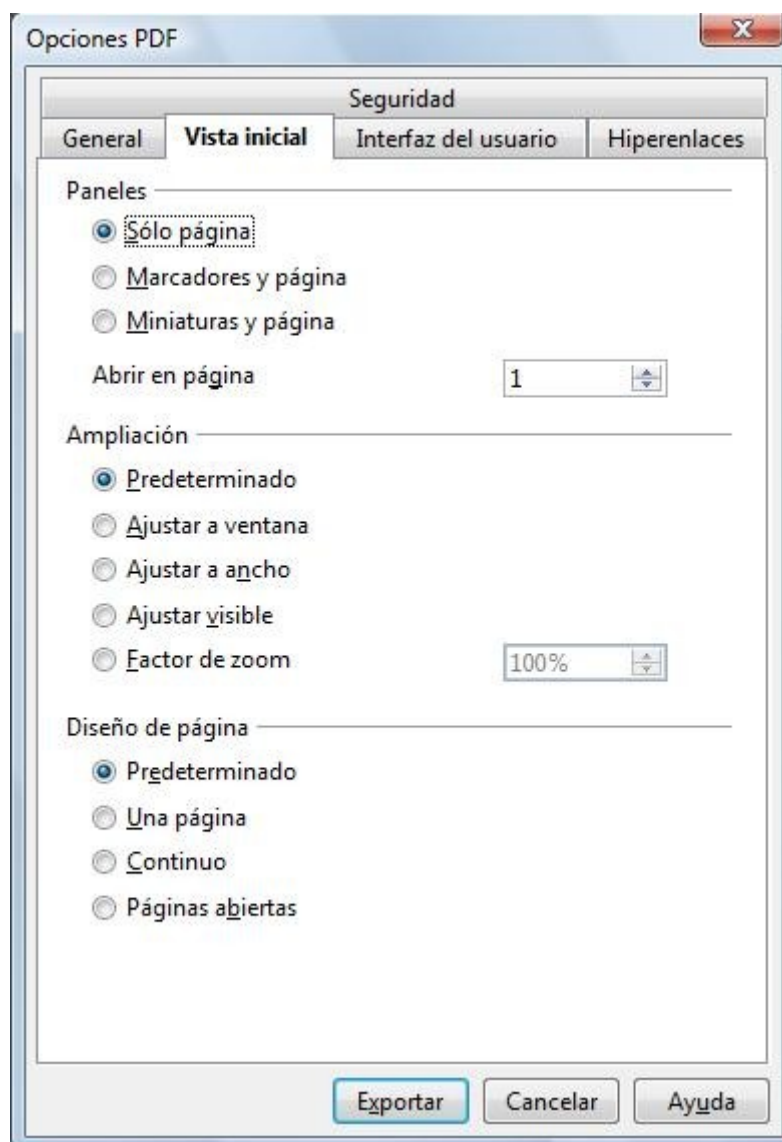 Opciones PDF
Seguridad
General
Vista inicial
Interfaz del usuario
Hiperenlaces
Paneles
Sólo página
Marcadores y página
Miniaturas y página
Abrir en página 1
Ampliación
Predeterminado
Ajustar a ventana
Ajustar a ancho
Ajustar visible
Factor de zoom 100%
Diseño de página
Predeterminado
Una página
Continuo
Páginas abiertas
Exportar Cancelar Ayuda